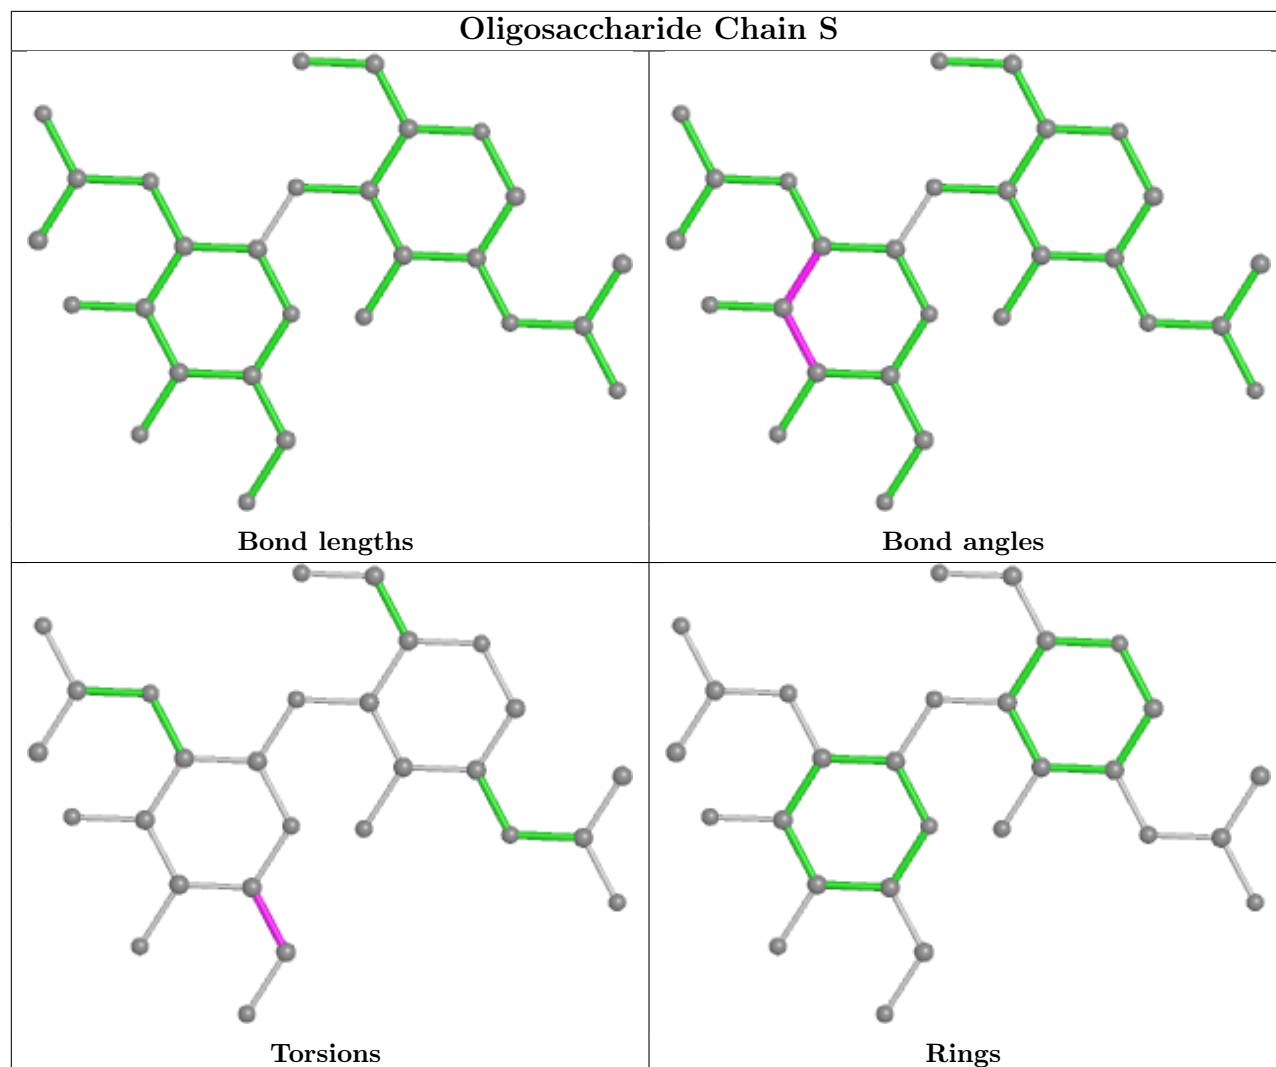 Oligosaccharide Chain S
Bond lengths
Bond angles
Torsions
Rings